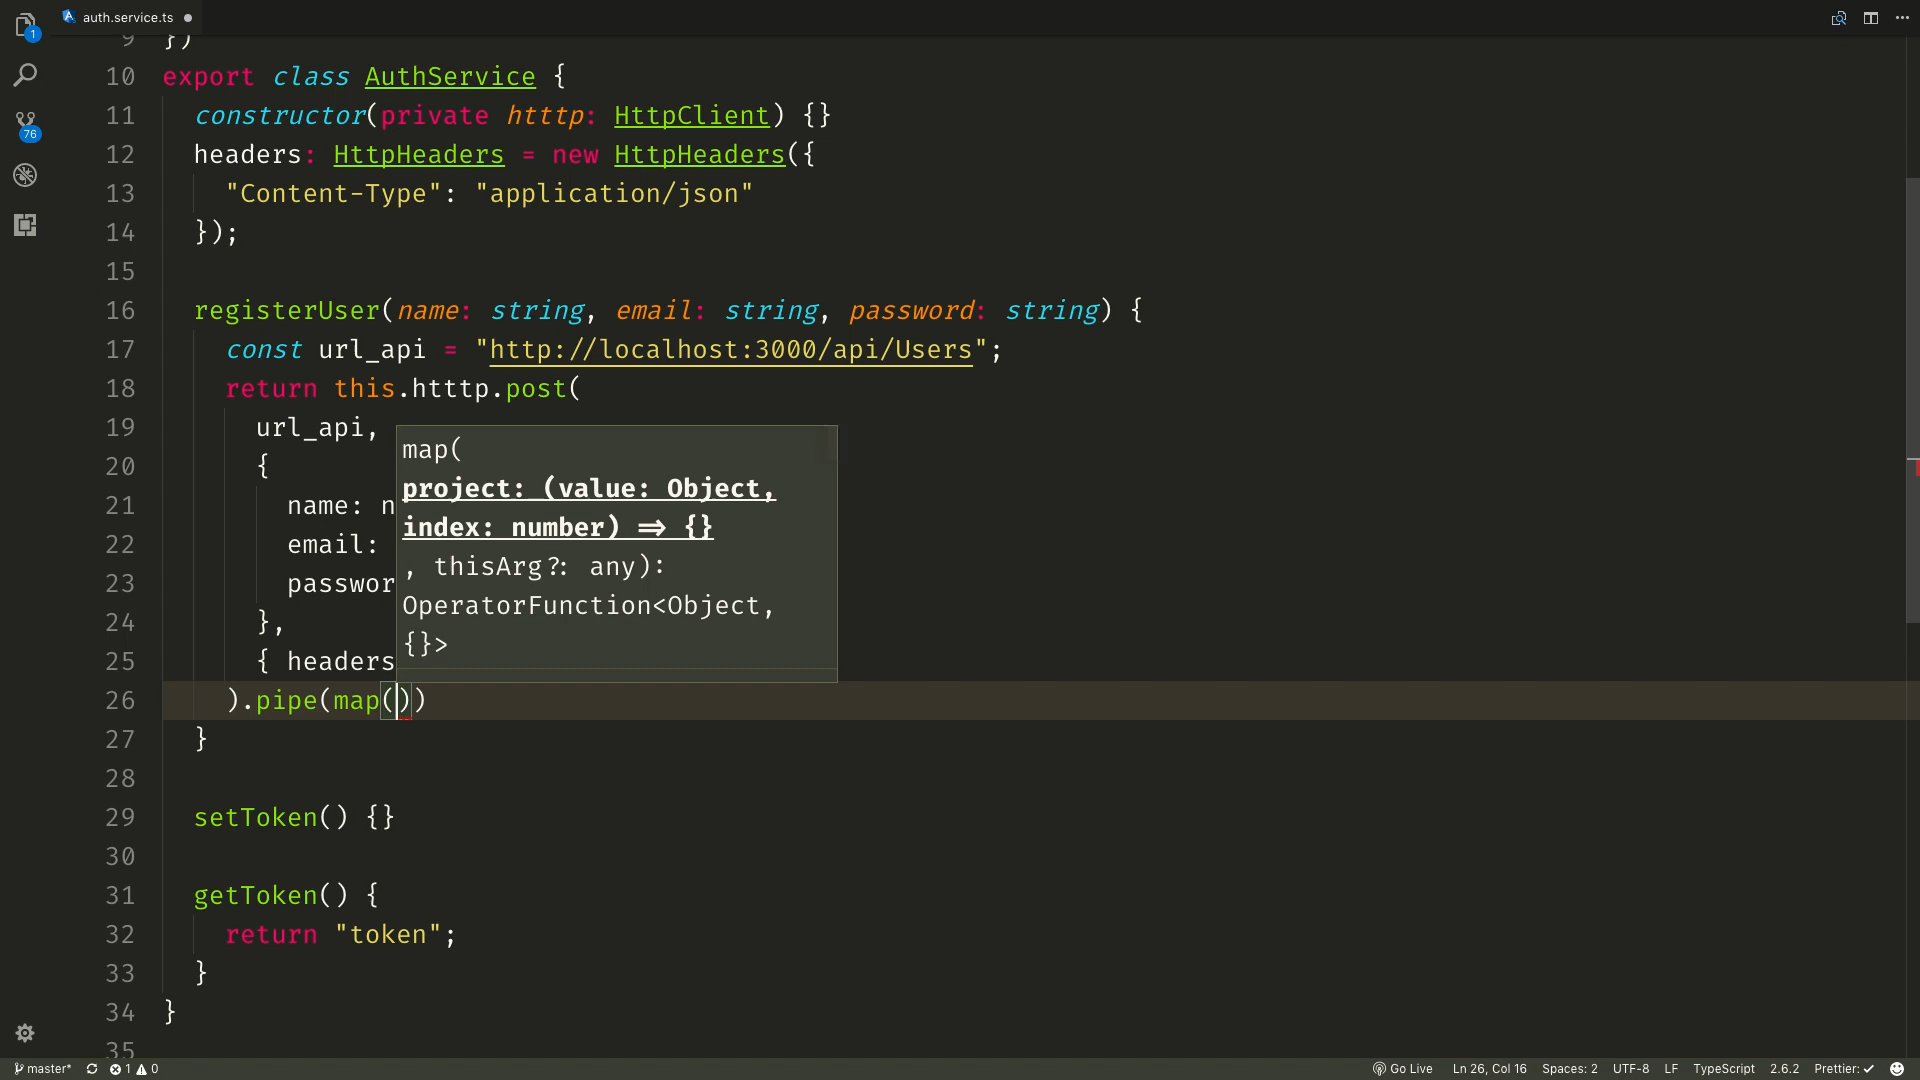 1
auth.service.ts
76
9 })
10 export class AuthService {
11 constructor(private htttp: HttpClient) {}
12 headers: HttpHeaders = new HttpHeaders({
13 "Content-Type": "application/json"
14 });
15
16 registerUser(name: string, email: string, password: string) {
17 const url_api = "http://localhost:3000/api/Users";
18 return this.htttp.post(
19 url_api,
map(
20 {
project: (value: Object,
21 name: n
index: number) => {}
22 email:
, thisArg?: any):
23 passwor
OperatorFunction<Object,
24 },
{}>
25 { headers
26 ).pipe(map())
27 }
28
29 setToken() {}
30
31 getToken() {
32 return "token";
33 }
34 }
35
master* 1 0 Go Live Ln 26, Col 16 Spaces: 2 UTF-8 LF TypeScript 2.6.2 Prettier: ✓